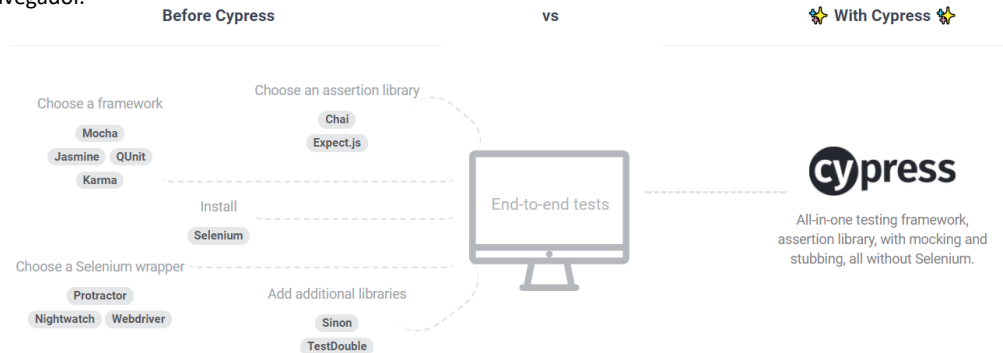 vegador.
Before Cypress
vs
✨ With Cypress ✨
Choose a framework
Mocha
Jasmine QUnit
Karma
Choose an assertion library
Chai
Expect.js
Install
Selenium
Choose a Selenium wrapper
Protractor
Nightwatch Webdriver
Add additional libraries
Sinon
TestDouble
End-to-end tests
cypress
All-in-one testing framework,
assertion library, with mocking and
stubbing, all without Selenium.